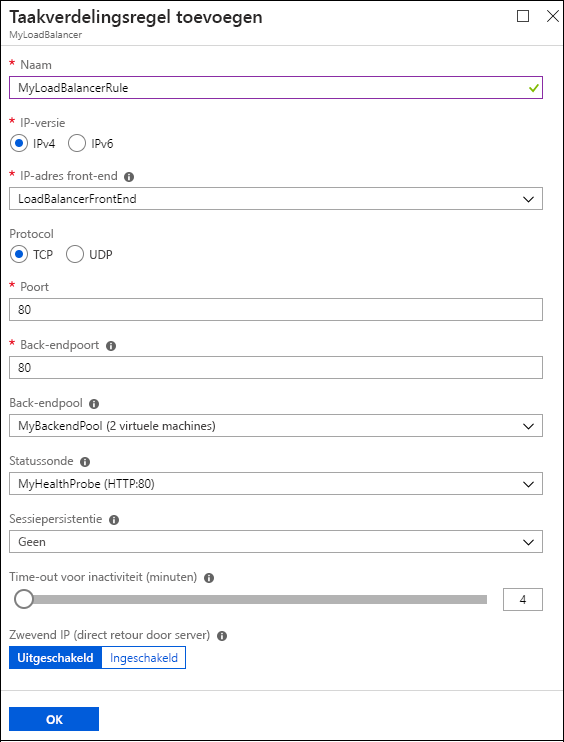 Taakverdelingsregel toevoegen
MyLoadBalancer
* Naam
MyLoadBalancerRule
* IP-versie
IPv4 IPv6
* IP-adres front-end
LoadBalancerFrontEnd
Protocol
TCP UDP
* Poort
80
* Back-endpoort
80
Back-endpool
MyBackendPool (2 virtuele machines)
Statussonde
MyHealthProbe (HTTP:80)
Sessiepersistentie
Geen
Time-out voor inactiviteit (minuten)
4
Zwevend IP (direct retour door server)
Uitgeschakeld Ingeschakeld
OK